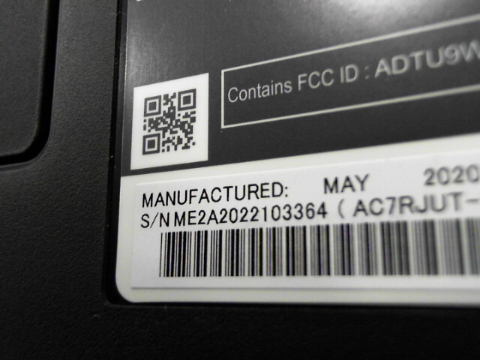 Contains FCC ID : ADTU9W
MANUFACTURED: MAY 2020
S/N ME2A2022103364 ( AC7RJUT-